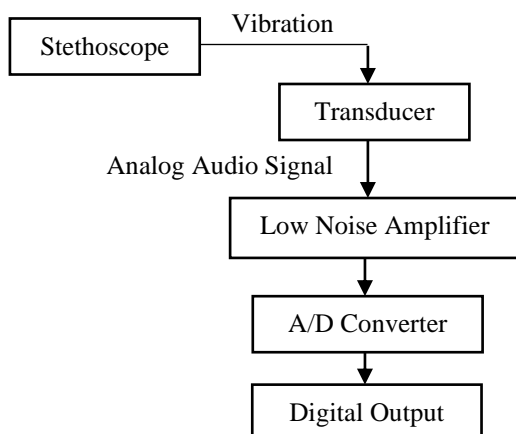 Vibration
Stethoscope
Transducer
Analog Audio Signal
Low Noise Amplifier
A/D Converter
Digital Output